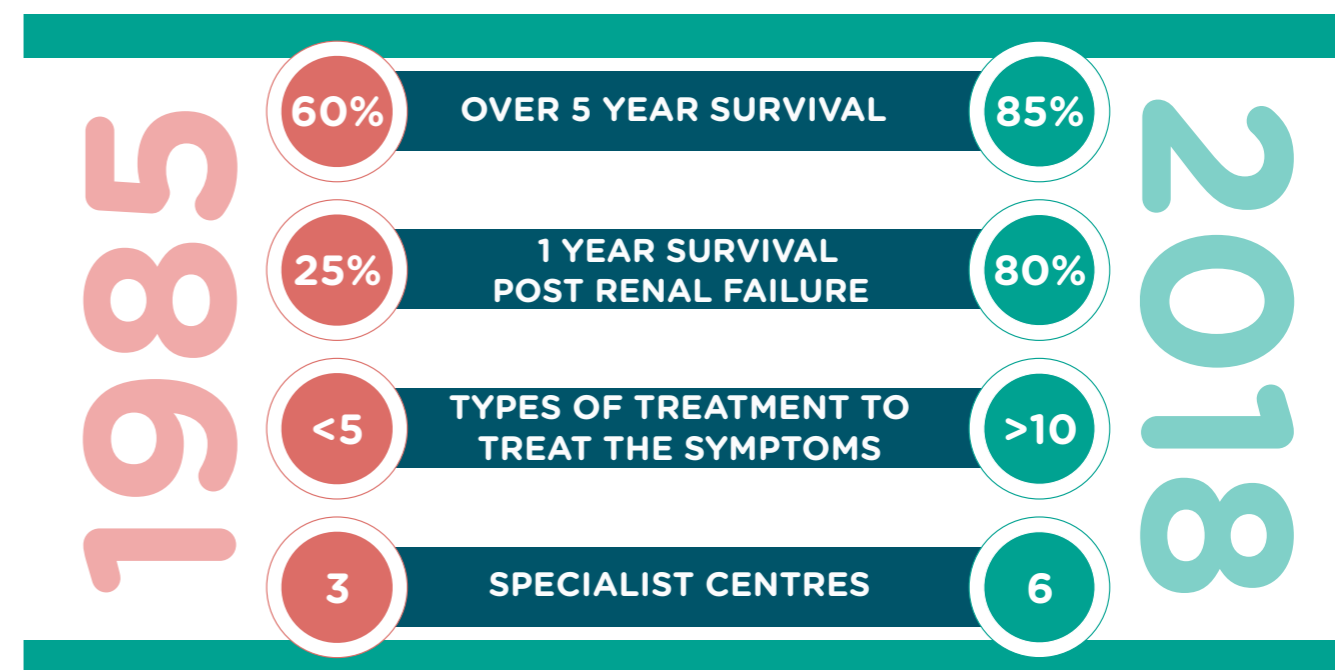 1985
60%
OVER 5 YEAR SURVIVAL
85%
25%
1 YEAR SURVIVAL
POST RENAL FAILURE
80%
<5
TYPES OF TREATMENT TO
TREAT THE SYMPTOMS
>10
3
SPECIALIST CENTRES
6
2018